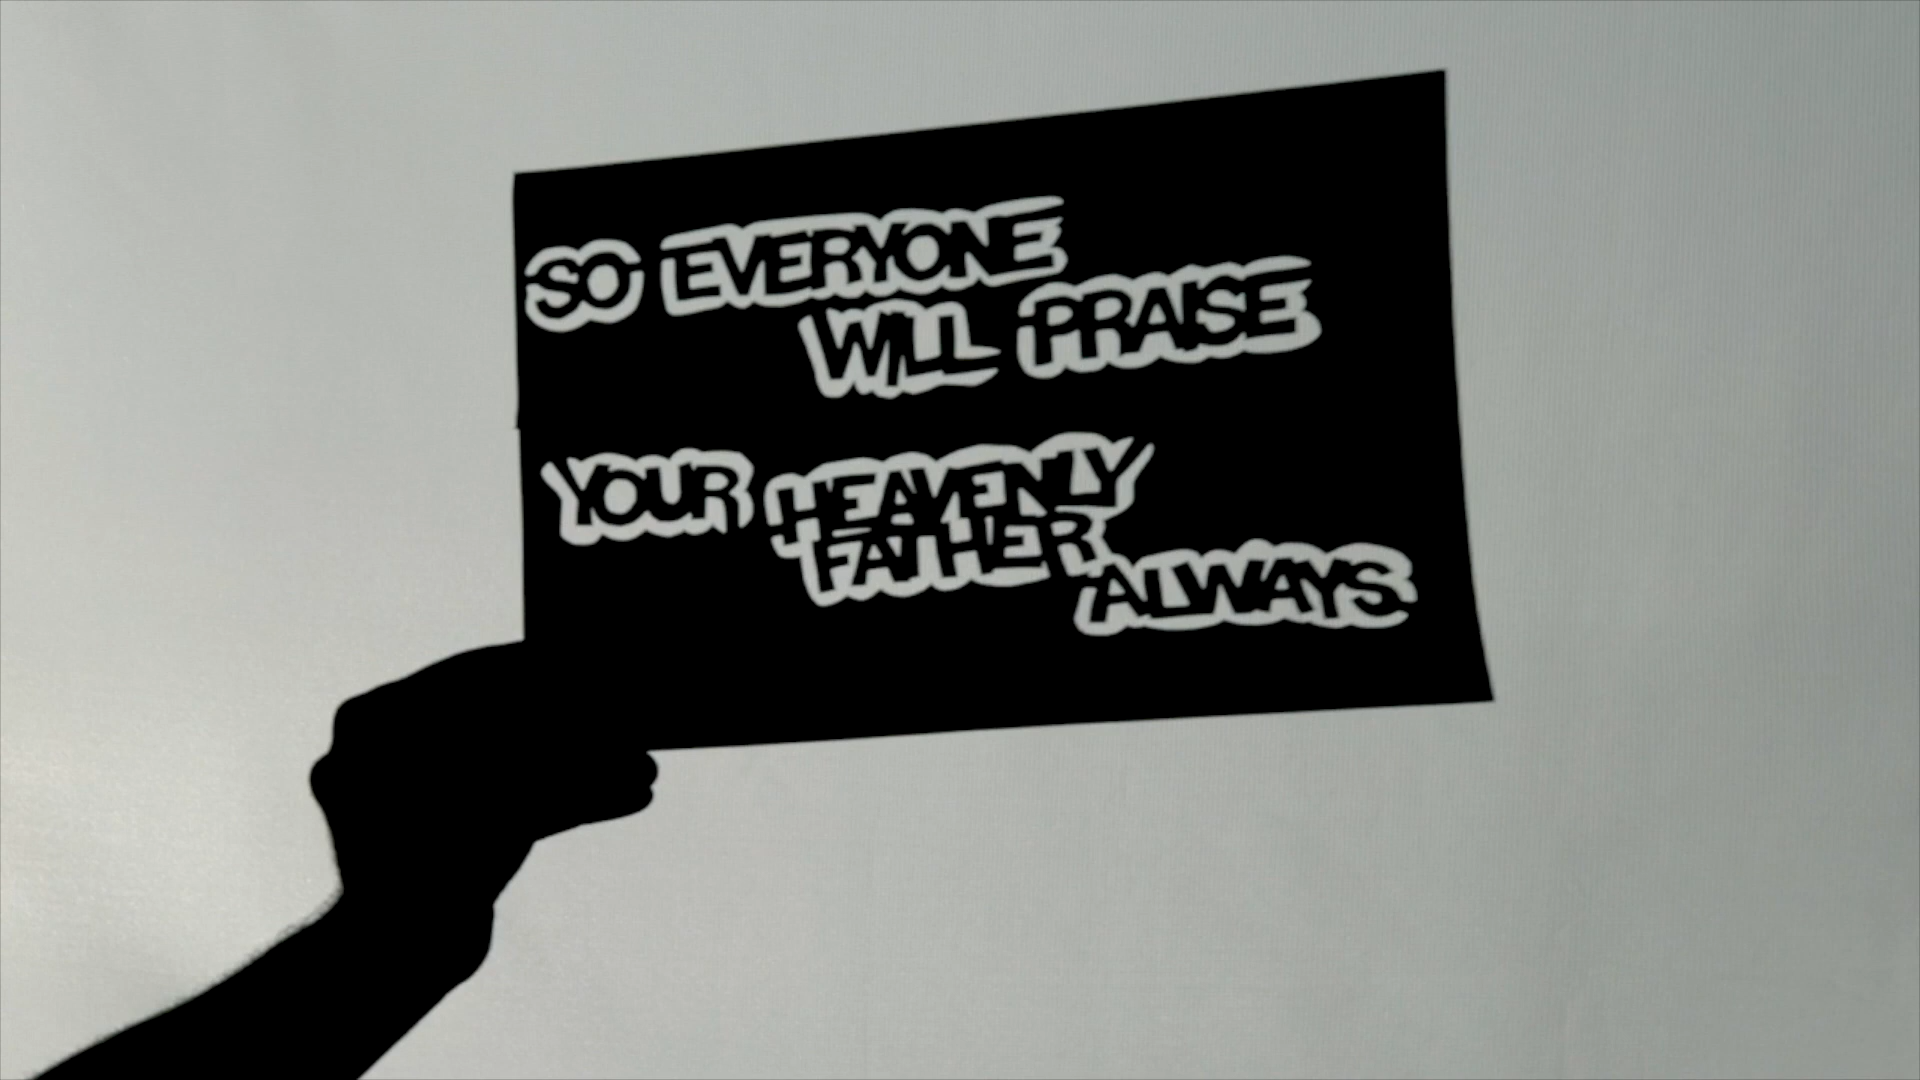 SO EVERYONE
WILL PRAISE
YOUR HEAVENLY
FATHER
ALWAYS.